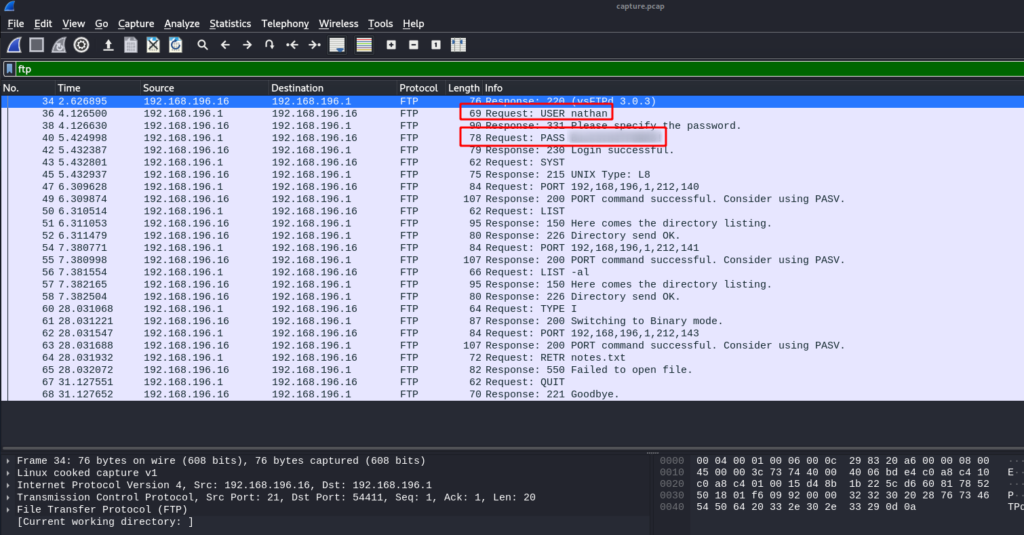 capture.pcap
File Edit View Go Capture Analyze Statistics Telephony Wireless Tools Help
ftp
No. Time Source Destination Protocol Length Info
34 2.626895 192.168.196.16 192.168.196.1 FTP 76 Response: 220 (vsFTPd 3.0.3)
36 4.126500 192.168.196.1 192.168.196.16 FTP 69 Request: USER nathan
38 4.126630 192.168.196.16 192.168.196.1 FTP 90 Response: 331 Please specify the password.
40 5.424998 192.168.196.1 192.168.196.16 FTP 78 Request: PASS
42 5.432387 192.168.196.16 192.168.196.1 FTP 79 Response: 230 Login successful.
43 5.432801 192.168.196.1 192.168.196.16 FTP 62 Request: SYST
45 5.432937 192.168.196.16 192.168.196.1 FTP 75 Response: 215 UNIX Type: L8
47 6.309628 192.168.196.1 192.168.196.16 FTP 84 Request: PORT 192,168,196,1,212,140
49 6.309874 192.168.196.16 192.168.196.1 FTP 107 Response: 200 PORT command successful. Consider using PASV.
50 6.310514 192.168.196.1 192.168.196.16 FTP 62 Request: LIST
51 6.311053 192.168.196.16 192.168.196.1 FTP 95 Response: 150 Here comes the directory listing.
52 6.311479 192.168.196.16 192.168.196.1 FTP 80 Response: 226 Directory send OK.
54 7.380771 192.168.196.1 192.168.196.16 FTP 84 Request: PORT 192,168,196,1,212,141
55 7.380998 192.168.196.16 192.168.196.1 FTP 107 Response: 200 PORT command successful. Consider using PASV.
56 7.381554 192.168.196.1 192.168.196.16 FTP 66 Request: LIST -al
57 7.382165 192.168.196.16 192.168.196.1 FTP 95 Response: 150 Here comes the directory listing.
58 7.382504 192.168.196.16 192.168.196.1 FTP 80 Response: 226 Directory send OK.
60 28.031068 192.168.196.1 192.168.196.16 FTP 64 Request: TYPE I
61 28.031221 192.168.196.16 192.168.196.1 FTP 87 Response: 200 Switching to Binary mode.
62 28.031547 192.168.196.1 192.168.196.16 FTP 84 Request: PORT 192,168,196,1,212,143
63 28.031688 192.168.196.16 192.168.196.1 FTP 107 Response: 200 PORT command successful. Consider using PASV.
64 28.031932 192.168.196.1 192.168.196.16 FTP 72 Request: RETR notes.txt
65 28.032072 192.168.196.16 192.168.196.1 FTP 82 Response: 550 Failed to open file.
67 31.127551 192.168.196.1 192.168.196.16 FTP 62 Request: QUIT
68 31.127652 192.168.196.16 192.168.196.1 FTP 70 Response: 221 Goodbye.
Frame 34: 76 bytes on wire (608 bits), 76 bytes captured (608 bits)
Linux cooked capture v1
Internet Protocol Version 4, Src: 192.168.196.16, Dst: 192.168.196.1
Transmission Control Protocol, Src Port: 21, Dst Port: 54411, Seq: 1, Ack: 1, Len: 20
File Transfer Protocol (FTP)
[Current working directory: ]
0000 00 04 00 01 00 06 00 0c 29 83 20 a6 00 00 08 00 ···
0010 45 00 00 3c 73 74 40 00 40 06 bd e4 c0 a8 c4 10 E··
0020 c0 a8 c4 01 00 15 d4 8b 1b 22 5c d6 60 81 78 52 ···
0030 50 18 01 f6 09 92 00 00 32 32 30 20 28 76 73 46 P··
0040 54 50 64 20 33 2e 30 2e 33 29 0d 0a TPd